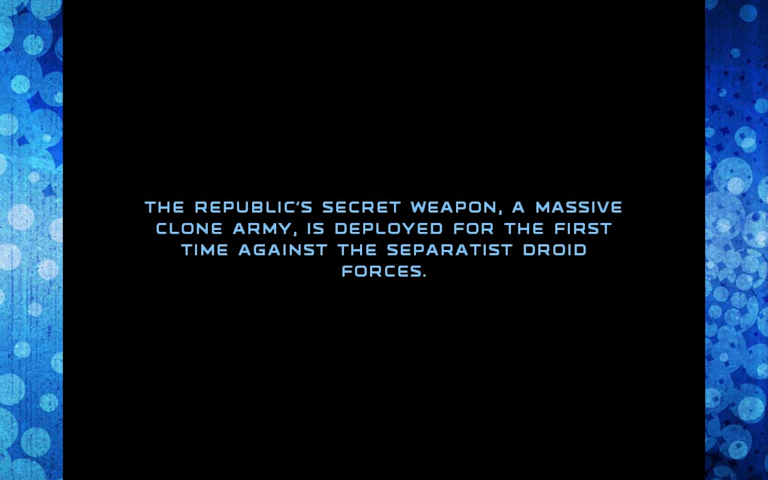 THE REPUBLIC'S SECRET WEAPON, A MASSIVE
CLONE ARMY, IS DEPLOYED FOR THE FIRST
TIME AGAINST THE SEPARATIST DROID
FORCES.